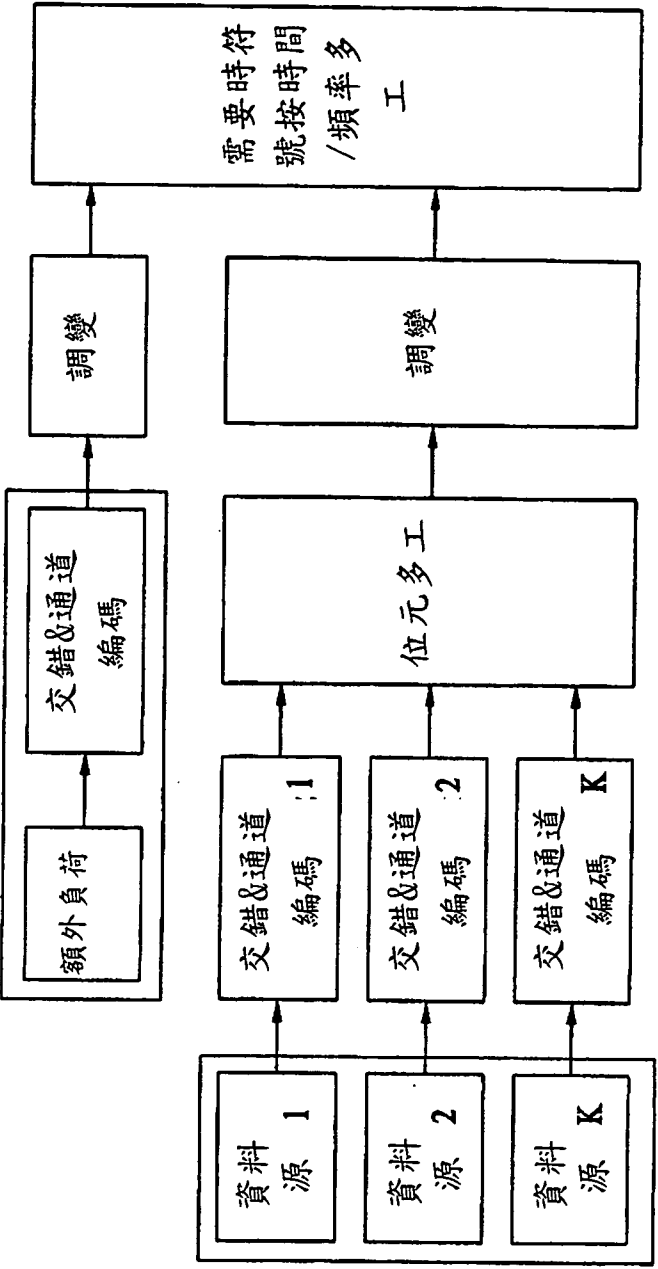 額外負荷
交錯&通道
編碼
調變
需要時符
號按時間
/頻率多
工
資料
源 1
交錯&通道
編碼 1
資料
源 2
交錯&通道
編碼 2
資料
源 K
交錯&通道
編碼 K
位元多工
調變